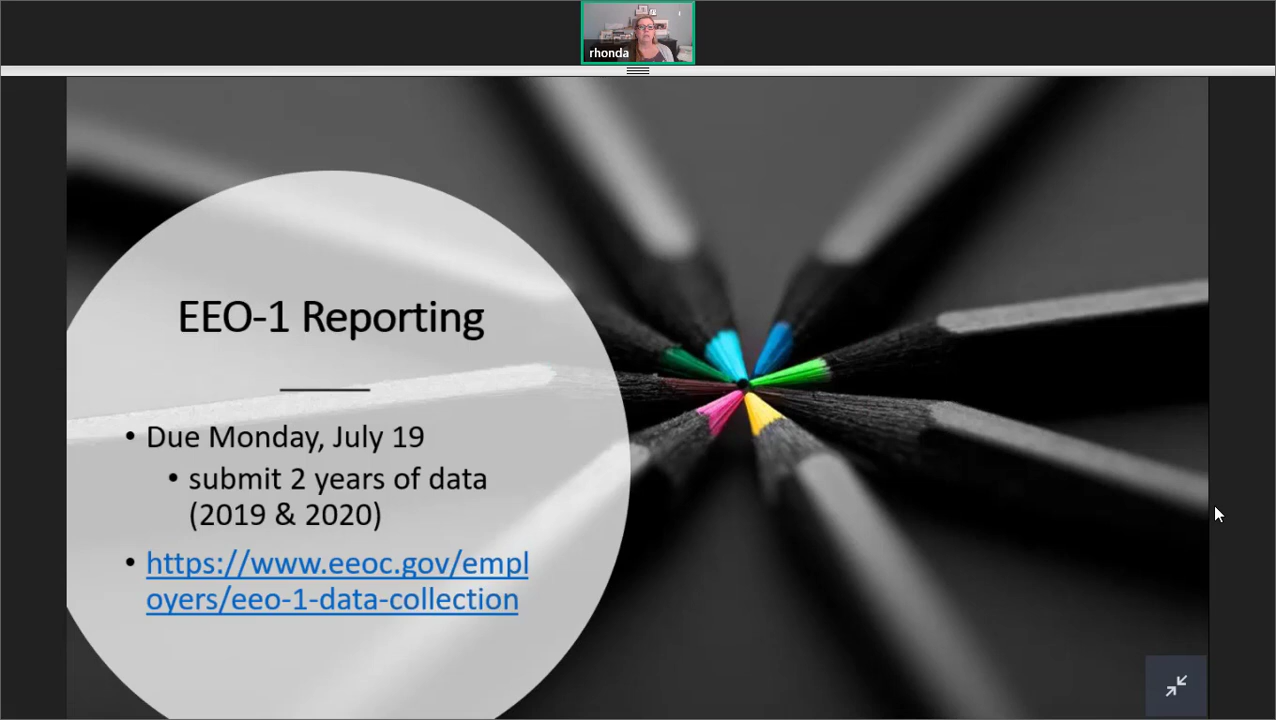 rhonda
EEO-1 Reporting
• Due Monday, July 19
• submit 2 years of data
(2019 & 2020)
• https://www.eeoc.gov/empl
oyers/eeo-1-data-collection